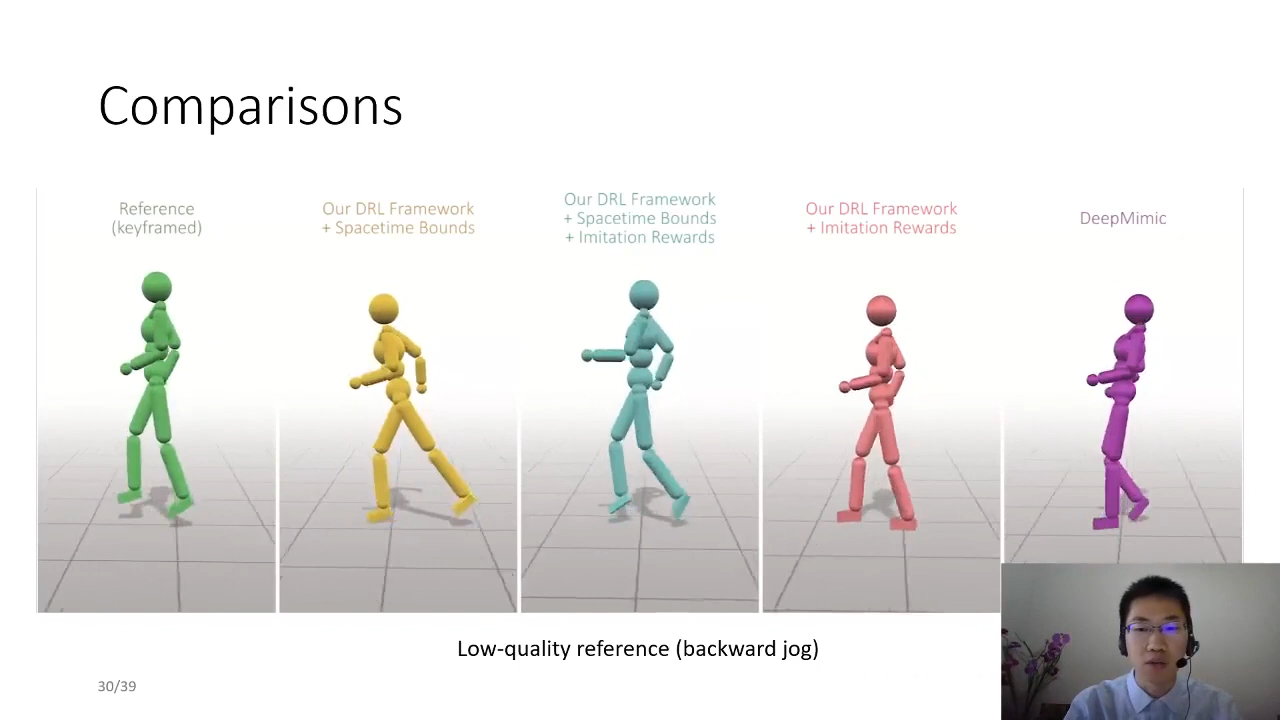 Comparisons
Reference
(keyframed)
Our DRL Framework
+ Spacetime Bounds
Our DRL Framework
+ Spacetime Bounds
+ Imitation Rewards
Our DRL Framework
+ Imitation Rewards
DeepMimic
Low-quality reference (backward jog)
30/39